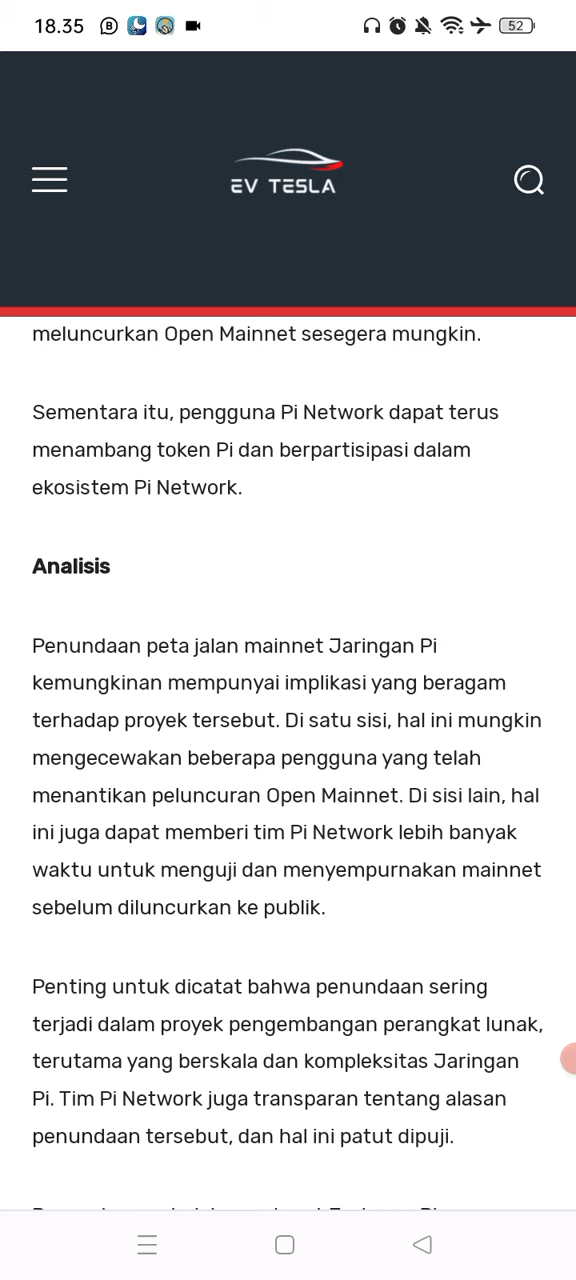 18.35
52
EV TESLA
meluncurkan Open Mainnet sesegera mungkin.
Sementara itu, pengguna Pi Network dapat terus
menambang token Pi dan berpartisipasi dalam
ekosistem Pi Network.
Analisis
Penundaan peta jalan mainnet Jaringan Pi
kemungkinan mempunyai implikasi yang beragam
terhadap proyek tersebut. Di satu sisi, hal ini mungkin
mengecewakan beberapa pengguna yang telah
menantikan peluncuran Open Mainnet. Di sisi lain, hal
ini juga dapat memberi tim Pi Network lebih banyak
waktu untuk menguji dan menyempurnakan mainnet
sebelum diluncurkan ke publik.
Penting untuk dicatat bahwa penundaan sering
terjadi dalam proyek pengembangan perangkat lunak,
terutama yang berskala dan kompleksitas Jaringan
Pi. Tim Pi Network juga transparan tentang alasan
penundaan tersebut, dan hal ini patut dipuji.